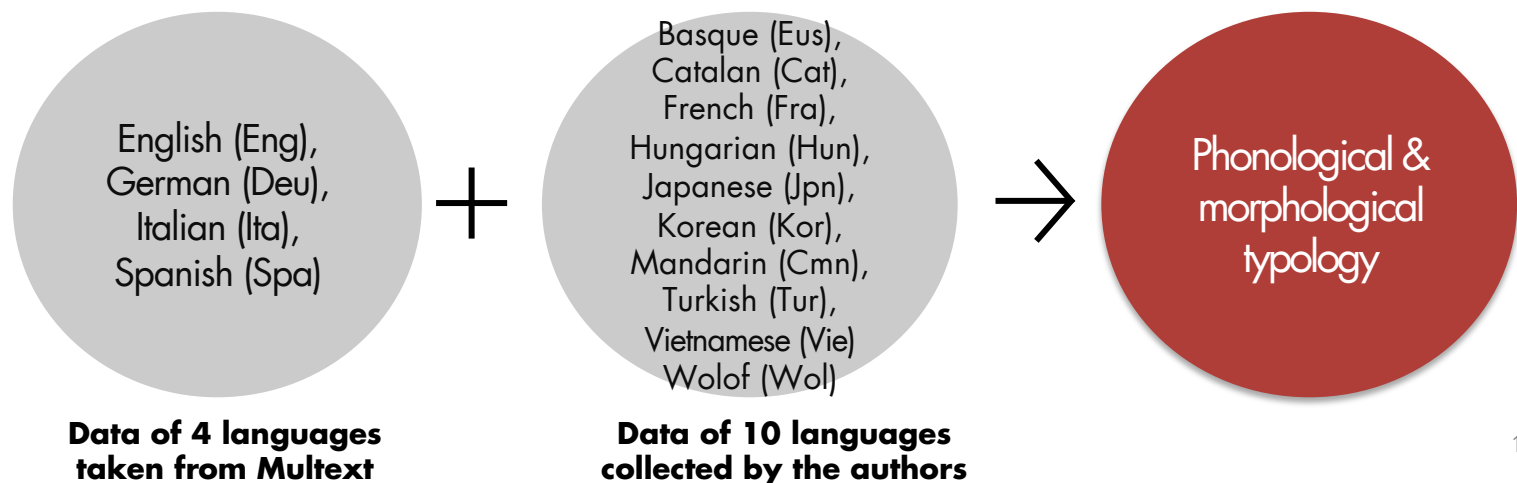 English (Eng),
German (Deu),
Italian (Ita),
Spanish (Spa)
Data of 4 languages
taken from Multext
+
Basque (Eus),
Catalan (Cat),
French (Fra),
Hungarian (Hun),
Japanese (Jpn),
Korean (Kor),
Mandarin (Cmn),
Turkish (Tur),
Vietnamese (Vie)
Wolof (Wol)
Data of 10 languages
collected by the authors
→
Phonological &
morphological
typology